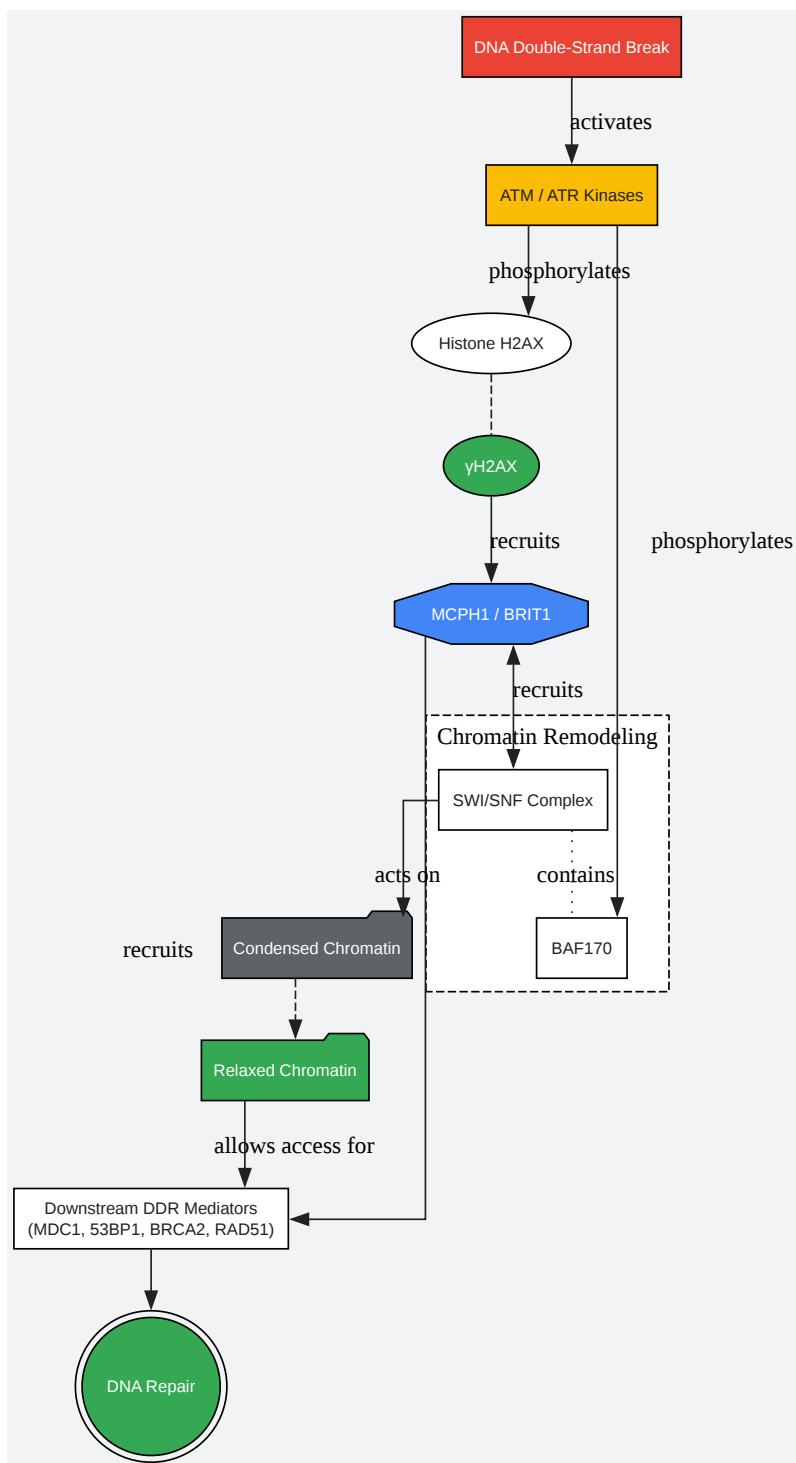 DNA Double-Strand Break
activates
ATM / ATR Kinases
phosphorylates
Histone H2AX
γH2AX
recruits
phosphorylates
MCPH1 / BRIT1
recruits
Chromatin Remodeling
SWI/SNF Complex
acts on
contains
recruits
Condensed Chromatin
BAF170
Relaxed Chromatin
allows access for
Downstream DDR Mediators
(MDC1, 53BP1, BRCA2, RAD51)
DNA Repair